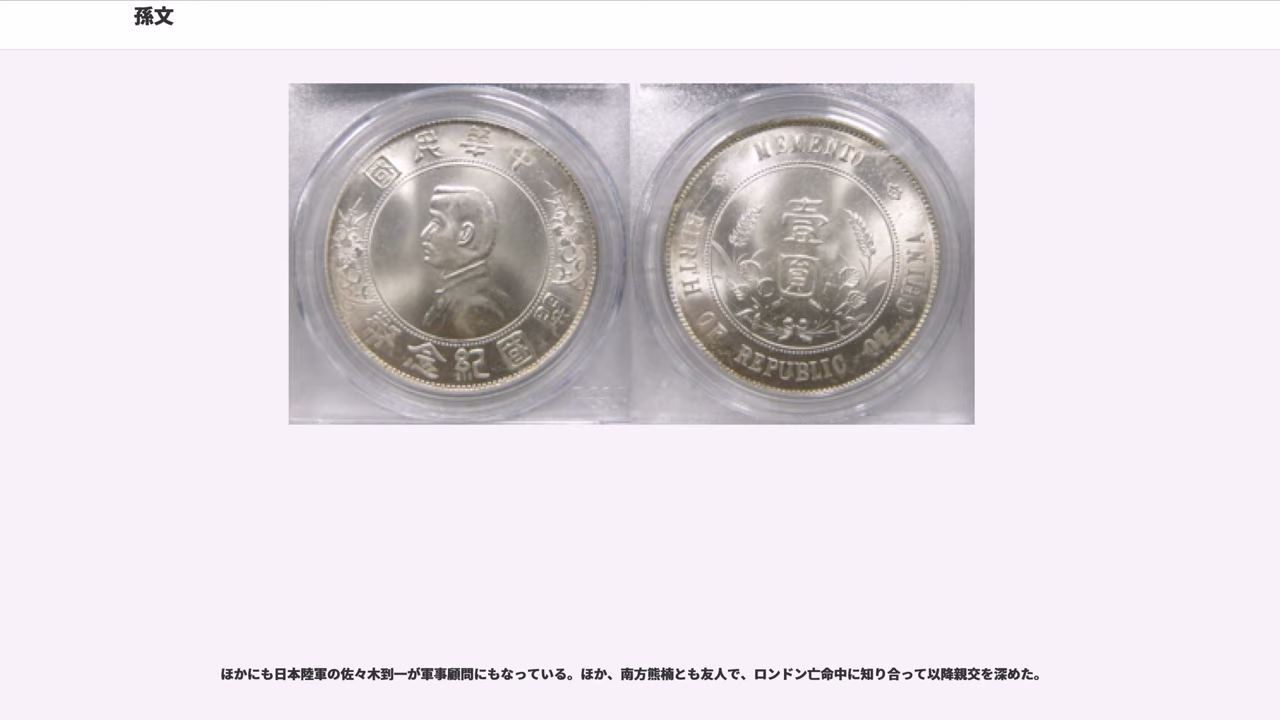 孫文
中華民國
開國紀念幣
MEMENTO
壹圓
BIRTH OF REPUBLIC OF CHINA
ほかにも日本陸軍の佐々木到一が軍事顧問にもなっている。ほか、南方熊楠とも友人で、ロンドン亡命中に知り合って以降親交を深めた。